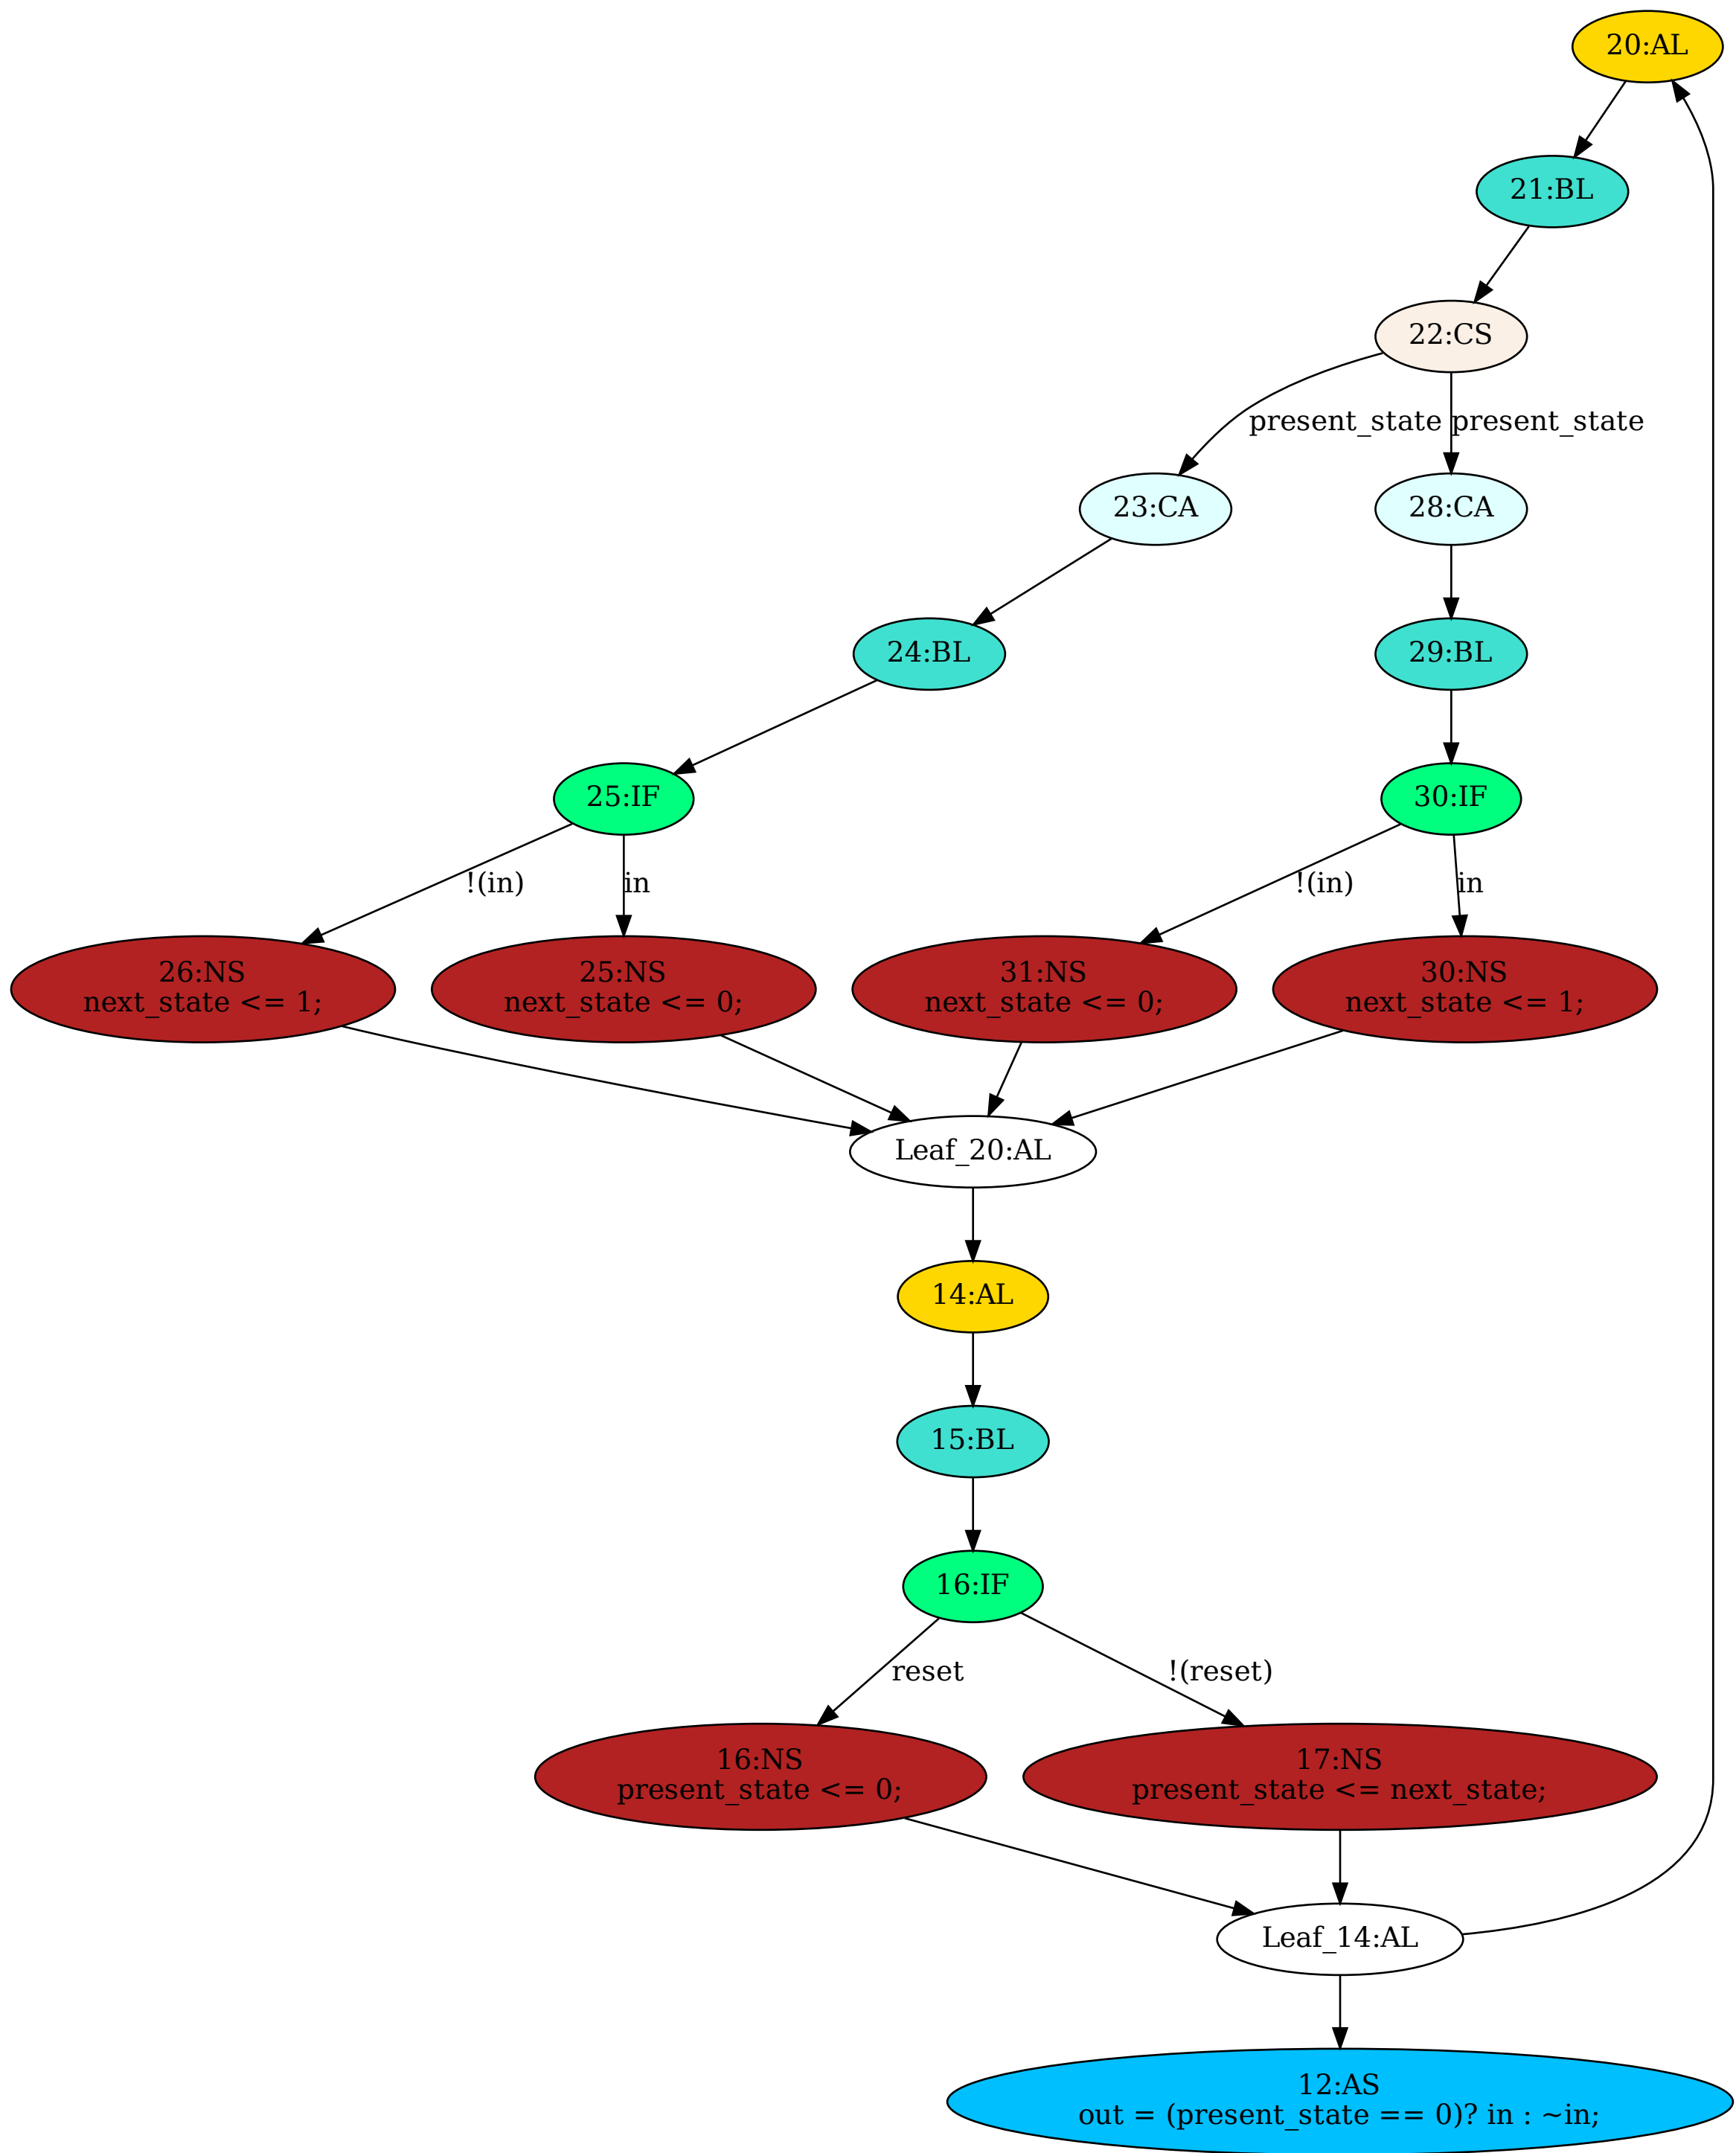 20:AL
21:BL
22:CS
present_state
present_state
23:CA
28:CA
24:BL
29:BL
25:IF
30:IF
!(in)
in
!(in)
in
26:NS
next_state <= 1;
25:NS
next_state <= 0;
31:NS
next_state <= 0;
30:NS
next_state <= 1;
Leaf_20:AL
14:AL
15:BL
16:IF
reset
!(reset)
16:NS
present_state <= 0;
17:NS
present_state <= next_state;
Leaf_14:AL
12:AS
out = (present_state == 0)? in : ~in;